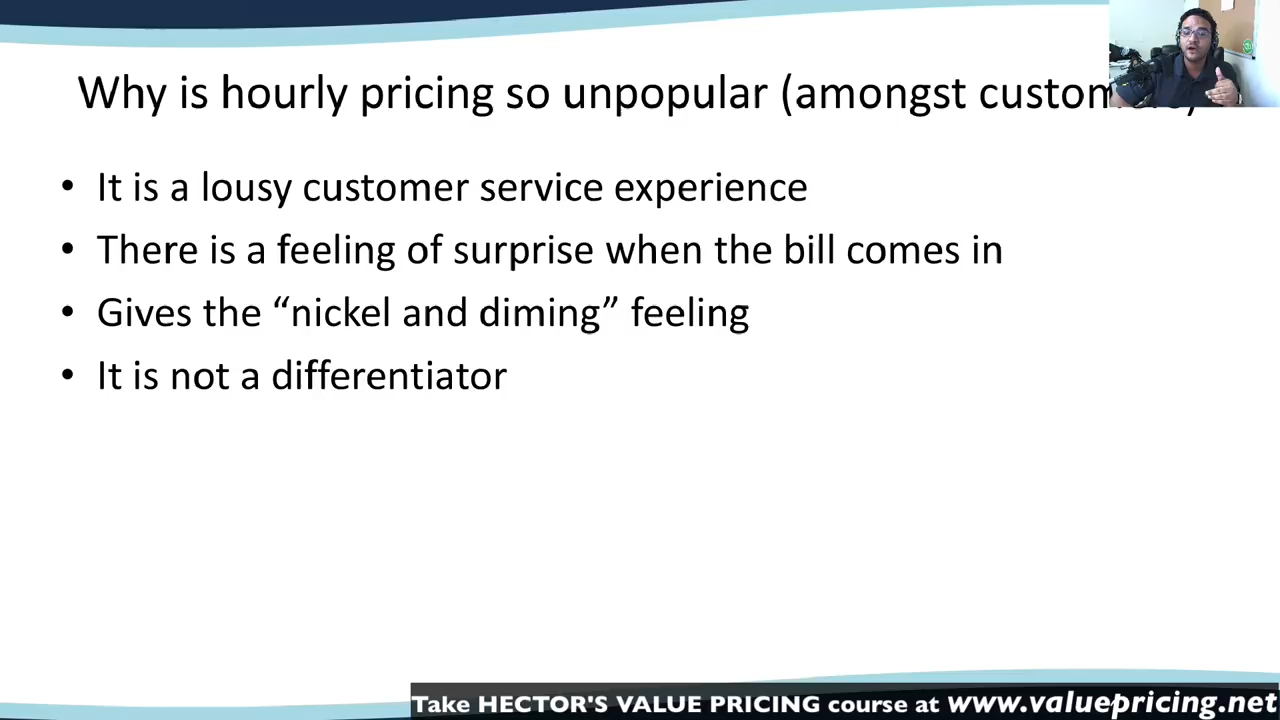 Why is hourly pricing so unpopular (amongst
• It is a lousy customer service experience
• There is a feeling of surprise when the bill comes in
• Gives the “nickel and diming” feeling
• It is not a differentiator
Take HECTOR'S VALUE PRICING course at www.valuepricing.net